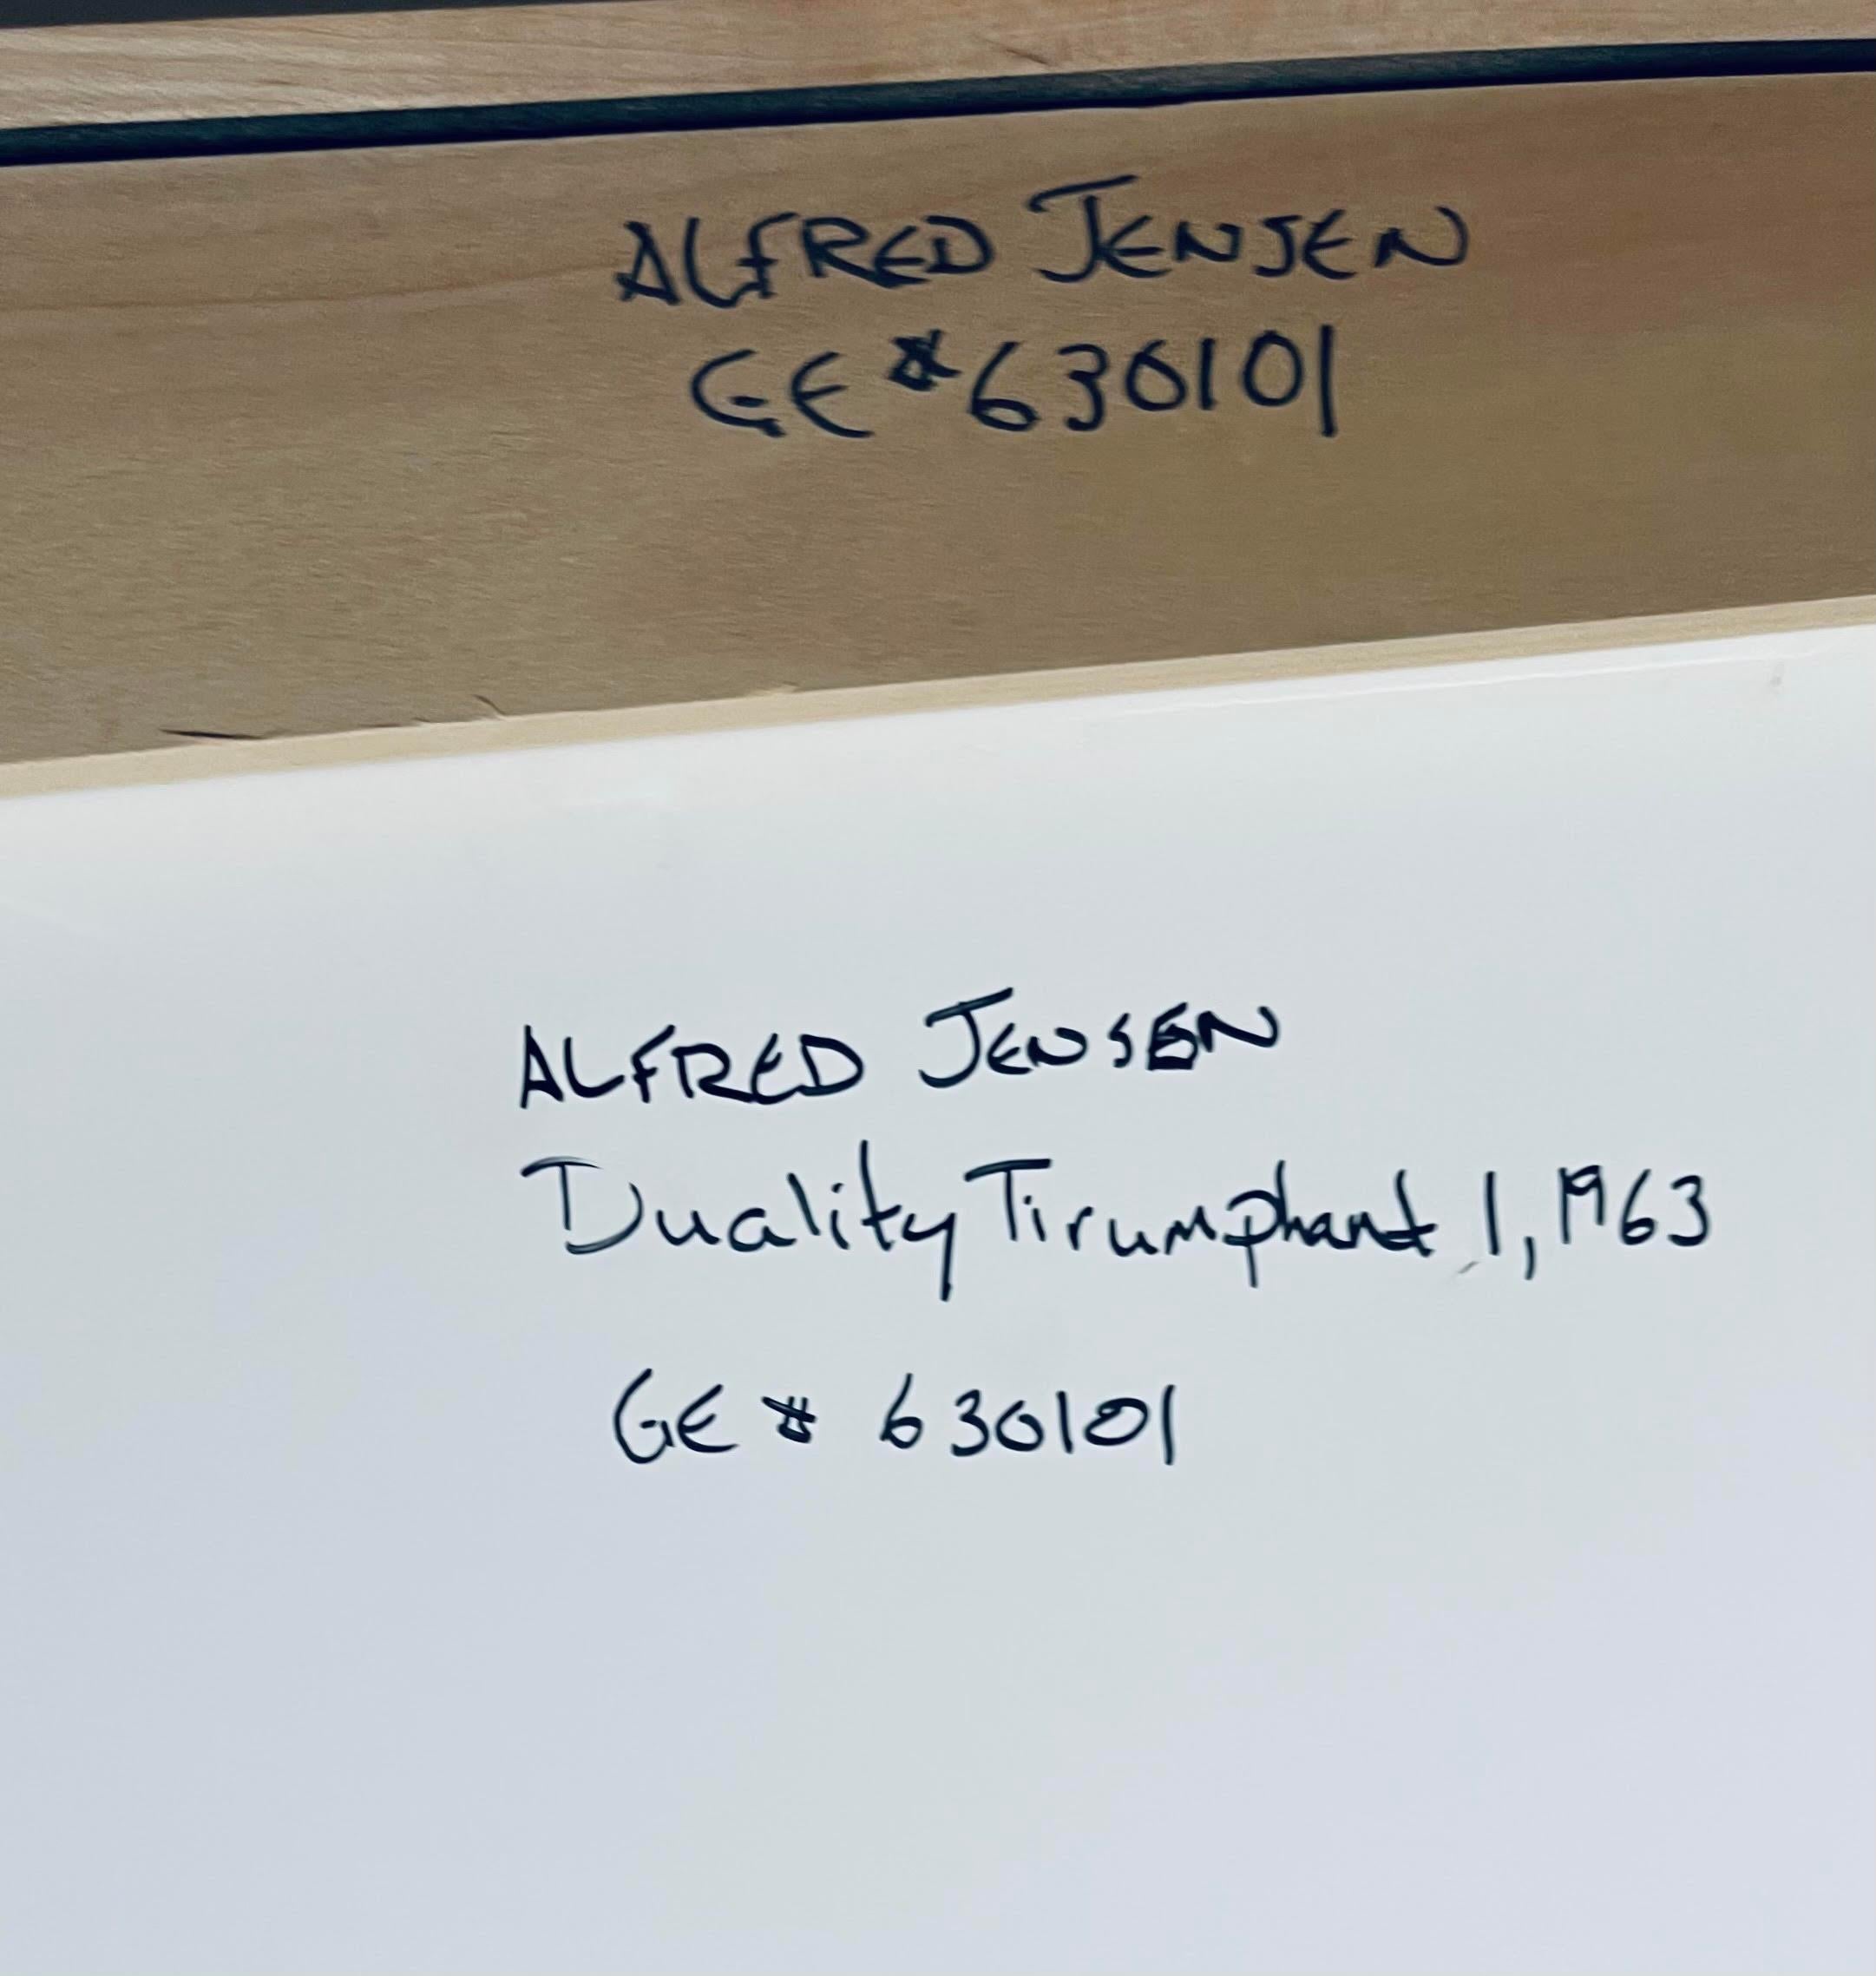 ALFRED JENSEN
GE #630101
ALFRED JENSEN
Duality Tirumphant 1, 1963
GE # 630101